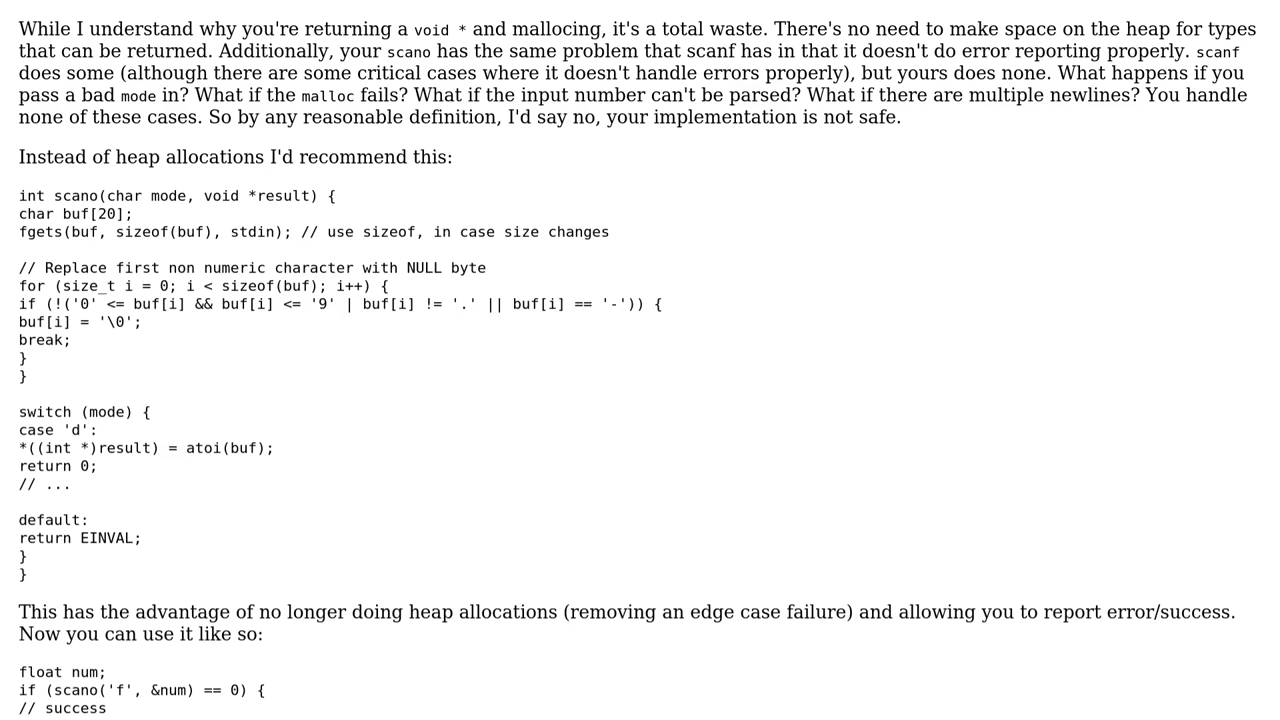 While I understand why you're returning a void * and mallocing, it's a total waste. There's no need to make space on the heap for types
that can be returned. Additionally, your scano has the same problem that scanf has in that it doesn't do error reporting properly. scanf
does some (although there are some critical cases where it doesn't handle errors properly), but yours does none. What happens if you
pass a bad mode in? What if the malloc fails? What if the input number can't be parsed? What if there are multiple newlines? You handle
none of these cases. So by any reasonable definition, I'd say no, your implementation is not safe.
Instead of heap allocations I'd recommend this:
int scano(char mode, void *result) {
char buf[20];
fgets(buf, sizeof(buf), stdin); // use sizeof, in case size changes
// Replace first non numeric character with NULL byte
for (size_t i = 0; i < sizeof(buf); i++) {
if (!('0' <= buf[i] && buf[i] <= '9' | buf[i] != '.' || buf[i] == '-')) {
buf[i] = '\0';
break;
}
}
switch (mode) {
case 'd':
*((int *)result) = atoi(buf);
return 0;
// ...
default:
return EINVAL;
}
}
This has the advantage of no longer doing heap allocations (removing an edge case failure) and allowing you to report error/success.
Now you can use it like so:
float num;
if (scano('f', &num) == 0) {
// success